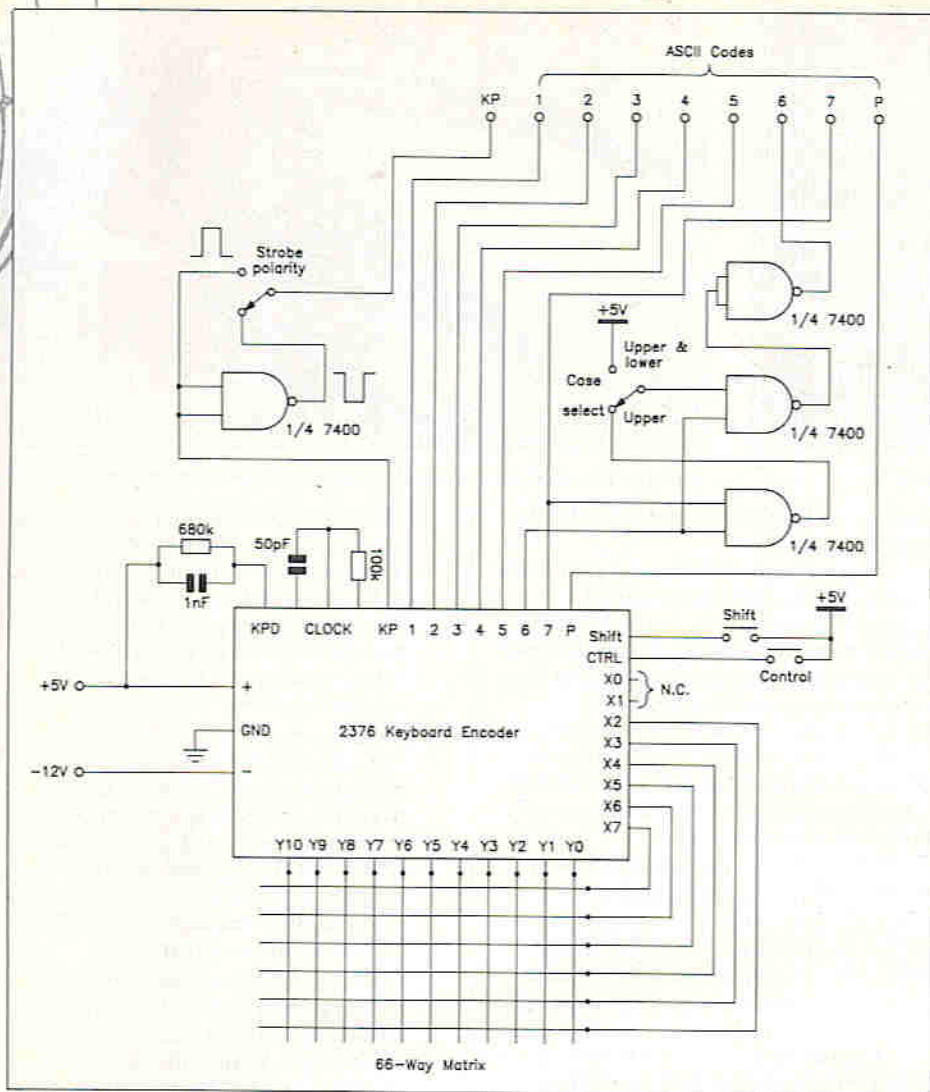 ASCII Codes
KP 1 2 3 4 5 6 7 P
Strobe
polarity
1/4 7400
+5V
Upper &
lower
Case
select
Upper
1/4 7400
1/4 7400
1/4 7400
680k
1nF
50pF
100k
KPD CLOCK KP 1 2 3 4 5 6 7 P
+5V
Shift
Shift
CTRL
Control
X0
X1
N.C.
X2
X3
X4
X5
X6
X7
+5V
+
GND
2376 Keyboard Encoder
-12V
-
Y10 Y9 Y8 Y7 Y6 Y5 Y4 Y3 Y2 Y1 Y0
66-Way Matrix